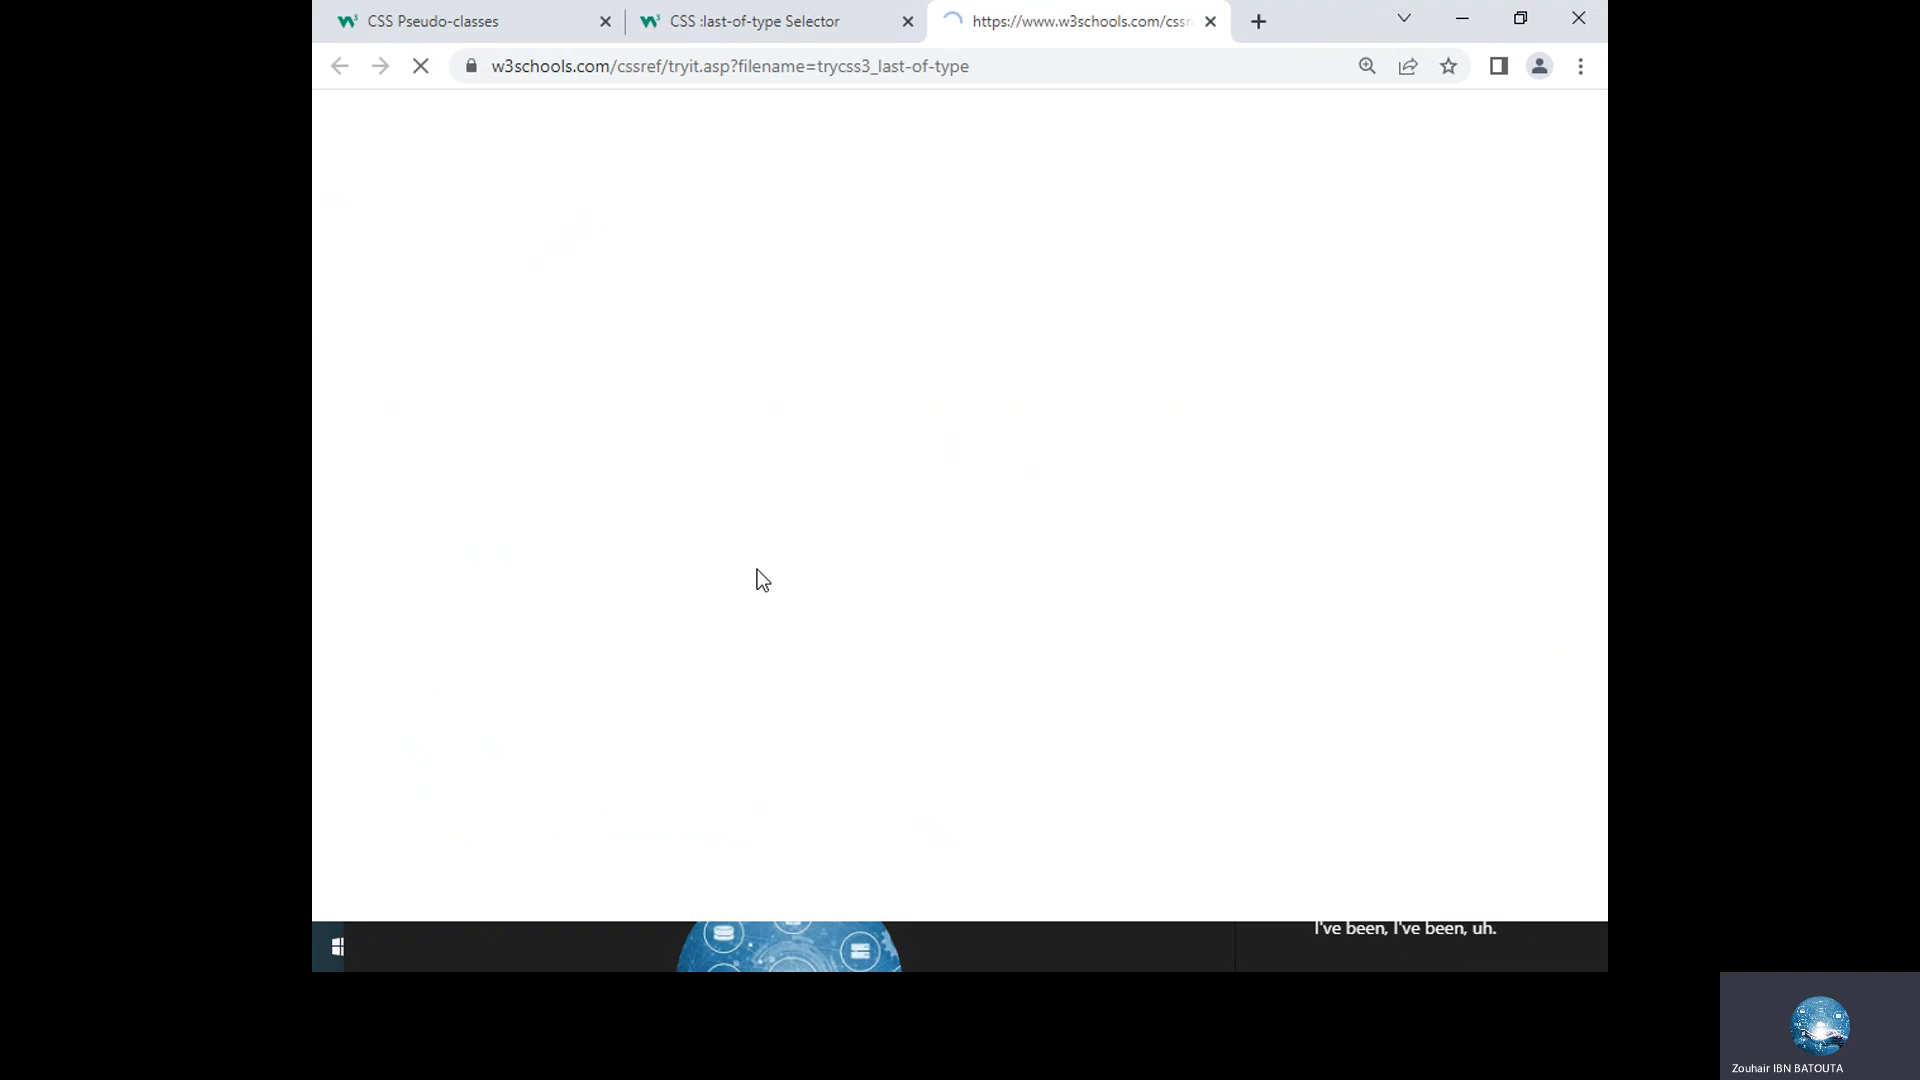 CSS Pseudo-classes
CSS :last-of-type Selector
https://www.w3schools.com/cssr
w3schools.com/cssref/tryit.asp?filename=trycss3_last-of-type
I've been, I've been, uh.
Zouhair IBN BATOUTA